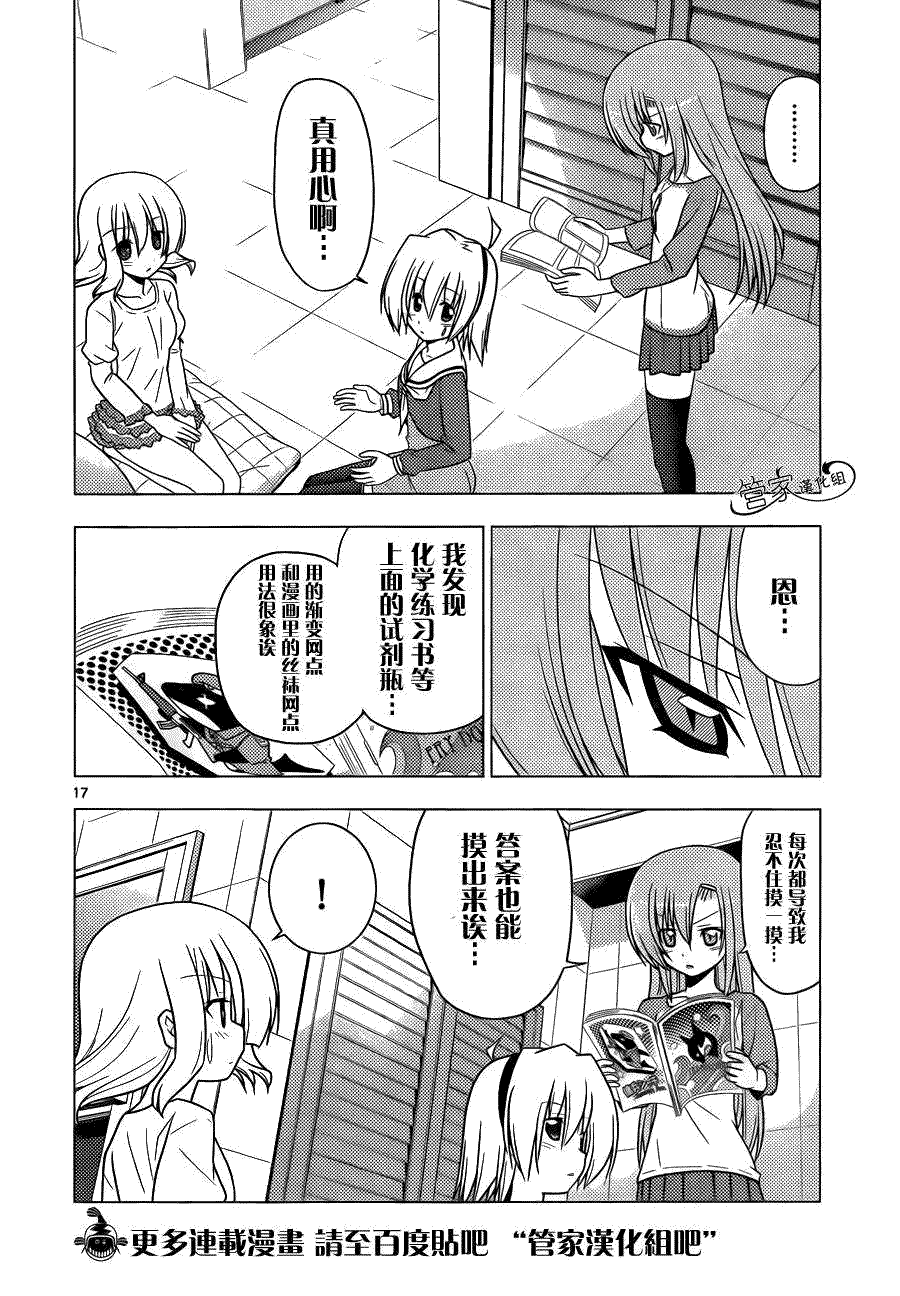 ………
真用心啊…
管家漢化組
恩…
我发现
化学练习书等
上面的试剂瓶…
用的渐变网点
和漫画里的丝袜网点
用法很象诶
17
每次都导致我
忍不住摸一摸…
答案也能
摸出来诶…
！
更多連載漫畫 請至百度貼吧 “管家漢化組吧”